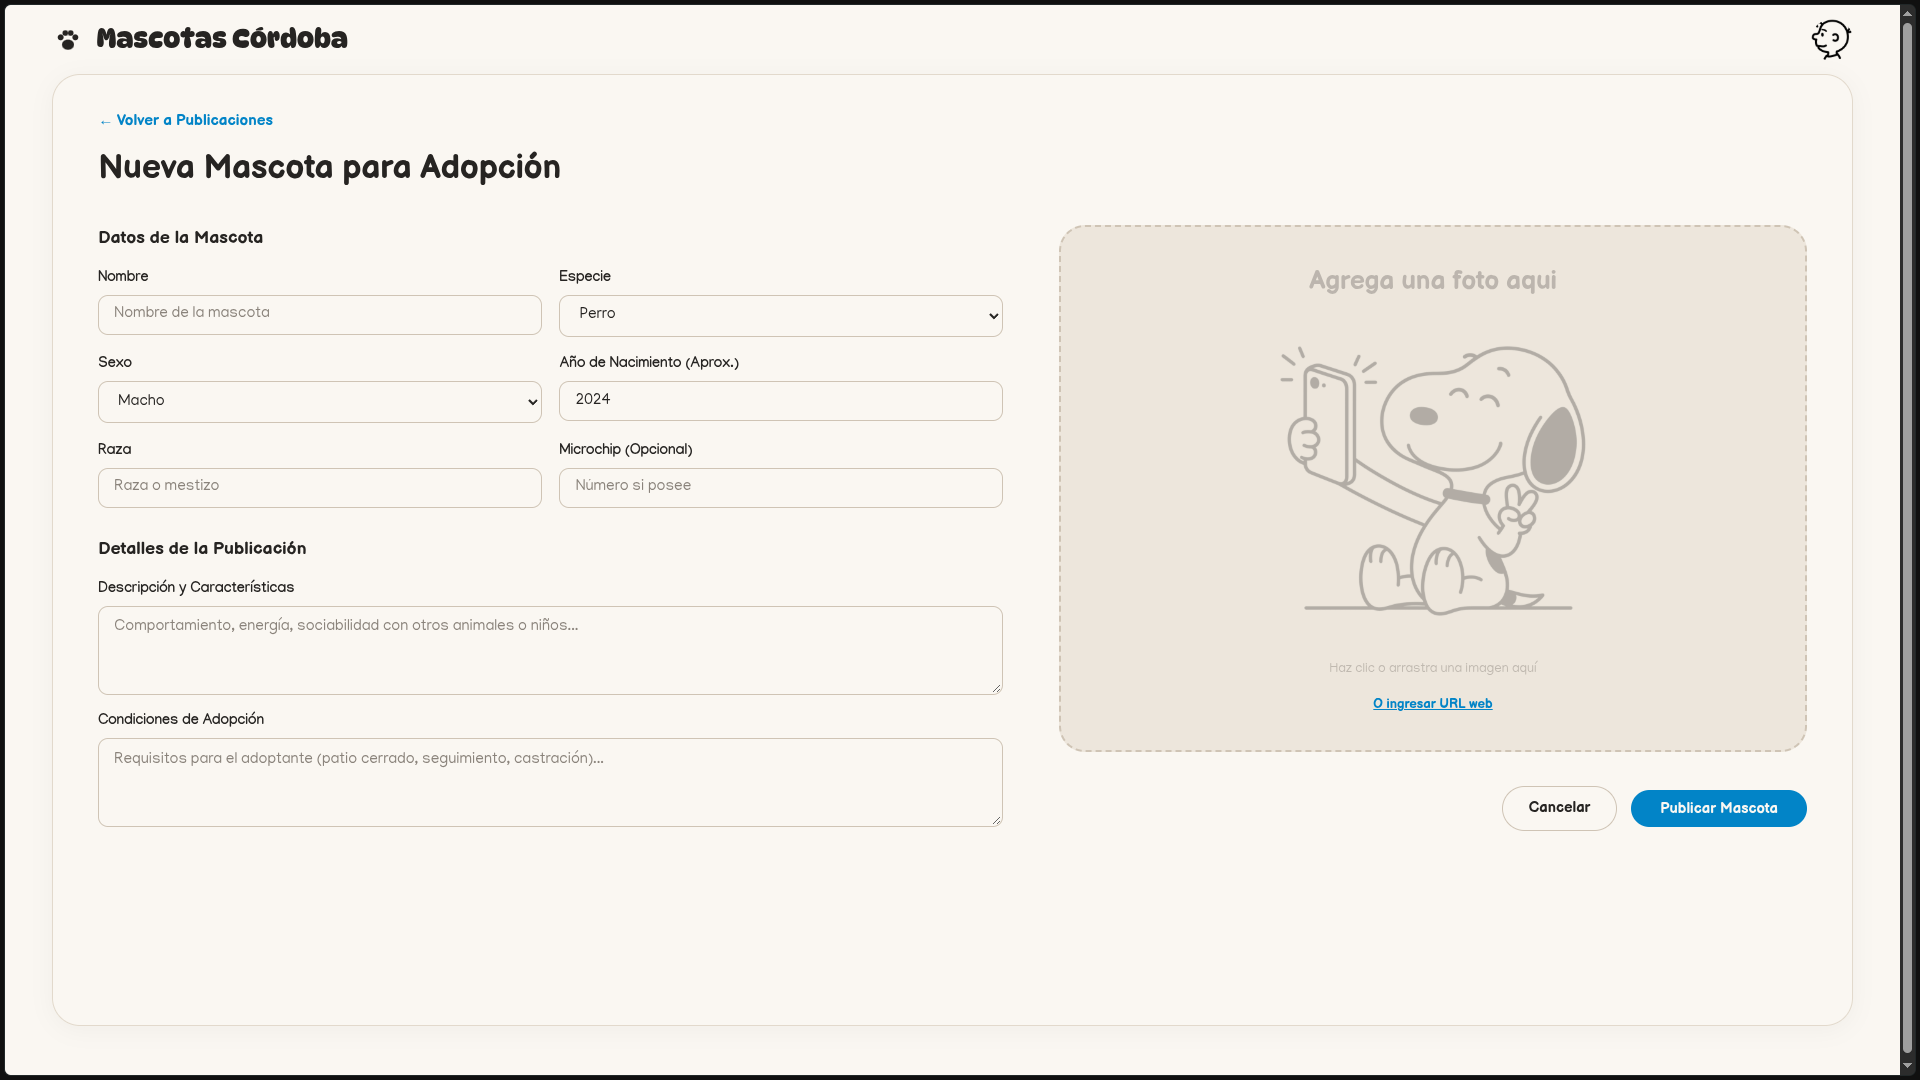 Mascotas Córdoba
← Volver a Publicaciones
Nueva Mascota para Adopción
Datos de la Mascota
Nombre
Nombre de la mascota
Especie
Perro
Sexo
Macho
Año de Nacimiento (Aprox.)
2024
Raza
Raza o mestizo
Microchip (Opcional)
Número si posee
Detalles de la Publicación
Descripción y Características
Comportamiento, energía, sociabilidad con otros animales o niños...
Condiciones de Adopción
Requisitos para el adoptante (patio cerrado, seguimiento, castración)...
Agrega una foto aqui
Haz clic o arrastra una imagen aquí
O ingresar URL web
Cancelar
Publicar Mascota